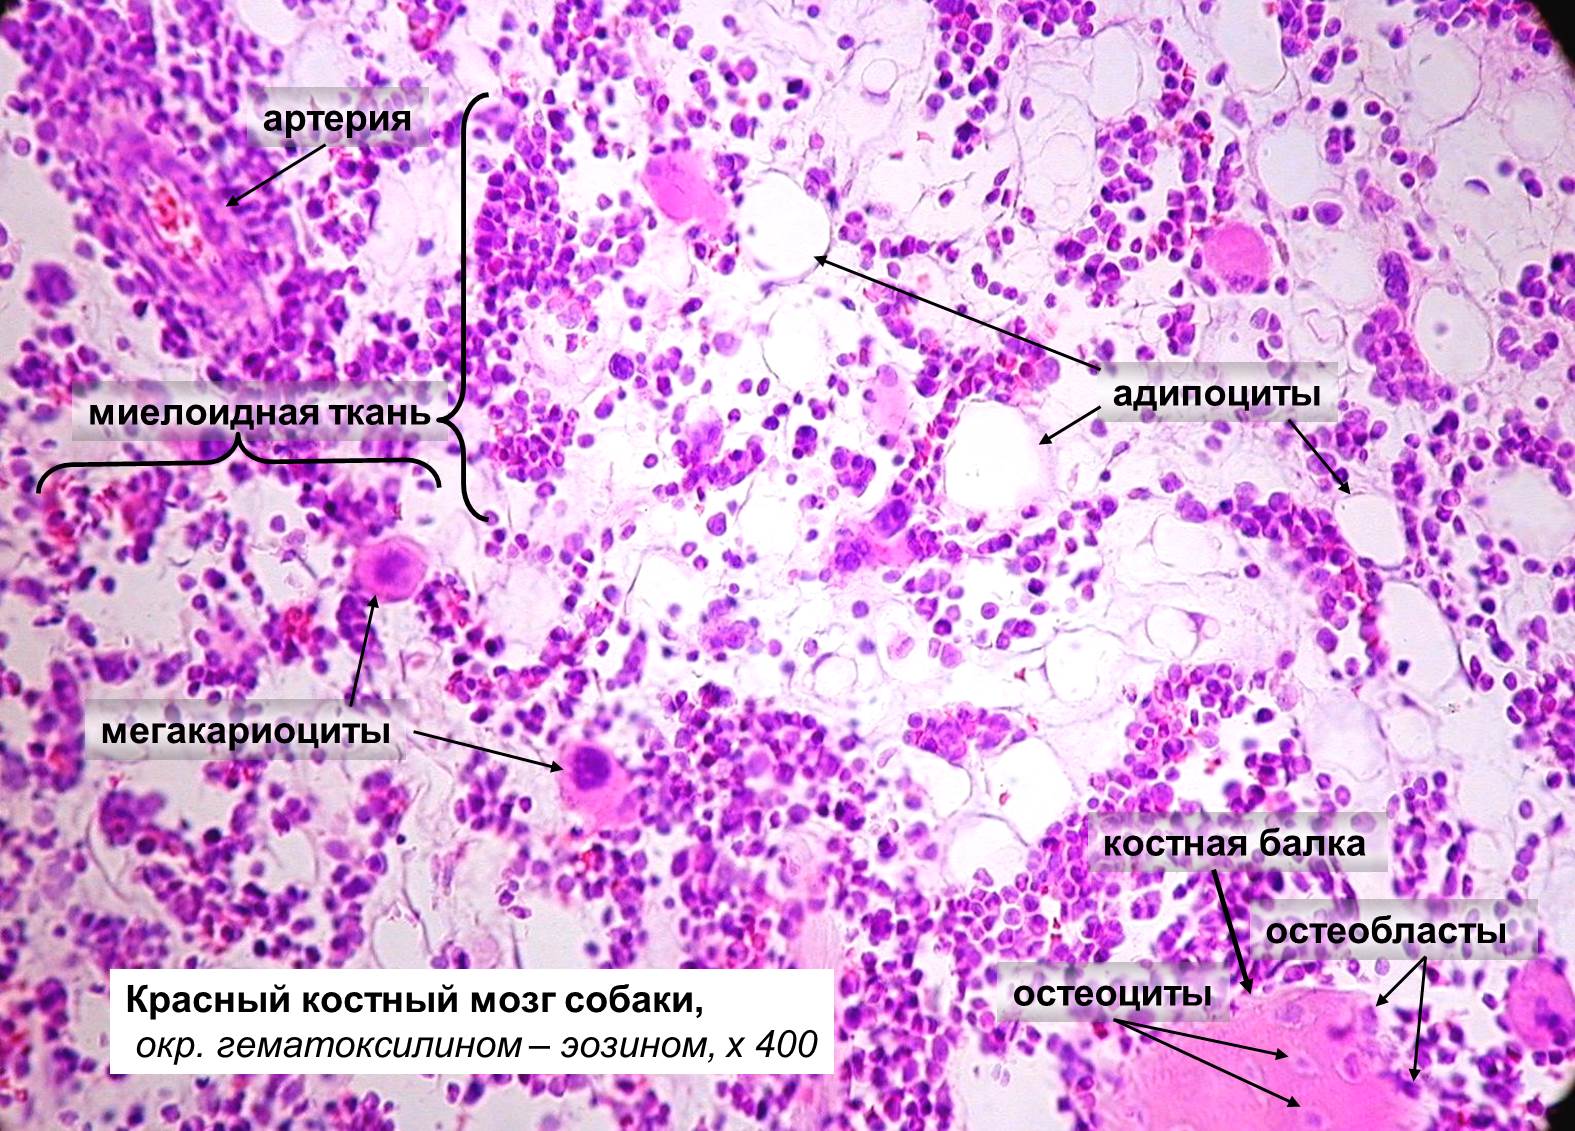 артерия
миелоидная ткань
адипоциты
мегакариоциты
костная балка
остеобласты
остеоциты
Красный костный мозг собаки,
окр. гематоксилином – эозином, х 400